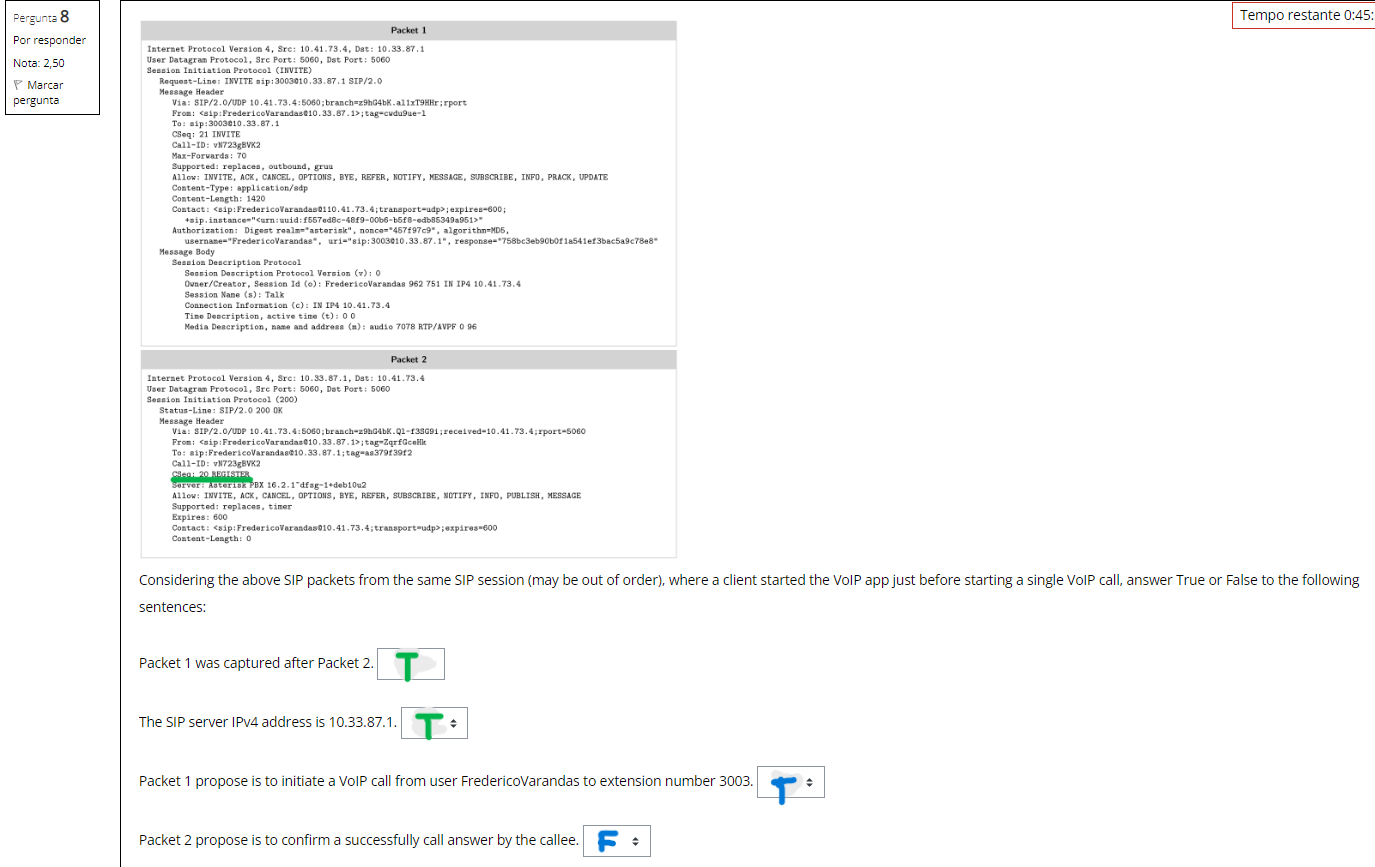 Pergunta 8
Por responder
Nota: 2,50
Marcar
pergunta
Tempo restante 0:45:
Packet 1
Internet Protocol Version 4, Src: 10.41.73.4, Dst: 10.33.87.1
User Datagram Protocol, Src Port: 5060, Dst Port: 5060
Session Initiation Protocol (INVITE)
Request-Line: INVITE sip:3003@10.33.87.1 SIP/2.0
Message Header
Via: SIP/2.0/UDP 10.41.73.4:5060;branch=z9hG4bK.al1xT9HHr;rport
From: <sip:FredericoVarandas@10.33.87.1>;tag=cwdu9ue-l
To: sip:3003@10.33.87.1
CSeq: 21 INVITE
Call-ID: vN723gBVK2
Max-Forwards: 70
Supported: replaces, outbound, gruu
Allow: INVITE, ACK, CANCEL, OPTIONS, BYE, REFER, NOTIFY, MESSAGE, SUBSCRIBE, INFO, PRACK, UPDATE
Content-Type: application/sdp
Content-Length: 1420
Contact: <sip:FredericoVarandas@110.41.73.4;transport=udp>;expires=600;
+sip.instance="<urn:uuid:f557ed8c-48f9-00b6-b5f8-edb85349a951>"
Authorization: Digest realm="asterisk", nonce="457f97c9", algorithm=MD5,
username="FredericoVarandas", uri="sip:3003@10.33.87.1", response="758bc3eb90b0f1a541ef3bac5a9c78e8"
Message Body
Session Description Protocol
Session Description Protocol Version (v): 0
Owner/Creator, Session Id (o): FredericoVarandas 962 751 IN IP4 10.41.73.4
Session Name (s): Talk
Connection Information (c): IN IP4 10.41.73.4
Time Description, active time (t): 0 0
Media Description, name and address (m): audio 7078 RTP/AVPF 0 96
Packet 2
Internet Protocol Version 4, Src: 10.33.87.1, Dst: 10.41.73.4
User Datagram Protocol, Src Port: 5060, Dst Port: 5060
Session Initiation Protocol (200)
Status-Line: SIP/2.0 200 OK
Message Header
Via: SIP/2.0/UDP 10.41.73.4:5060;branch=z9hG4bK.Ql-f3SG9i;received=10.41.73.4;rport=5060
From: <sip:FredericoVarandas@10.33.87.1>;tag=ZqrfGceHk
To: sip:FredericoVarandas@10.33.87.1;tag=as379f39f2
Call-ID: vN723gBVK2
CSeq: 20 REGISTER
Server: Asterisk PBX 16.2.1~dfsg-1+deb10u2
Allow: INVITE, ACK, CANCEL, OPTIONS, BYE, REFER, SUBSCRIBE, NOTIFY, INFO, PUBLISH, MESSAGE
Supported: replaces, timer
Expires: 600
Contact: <sip:FredericoVarandas@10.41.73.4;transport=udp>;expires=600
Content-Length: 0
Considering the above SIP packets from the same SIP session (may be out of order), where a client started the VoIP app just before starting a single VoIP call, answer True or False to the following
sentences:
Packet 1 was captured after Packet 2. T
The SIP server IPv4 address is 10.33.87.1. T
Packet 1 propose is to initiate a VoIP call from user FredericoVarandas to extension number 3003. T
Packet 2 propose is to confirm a successfully call answer by the callee. F